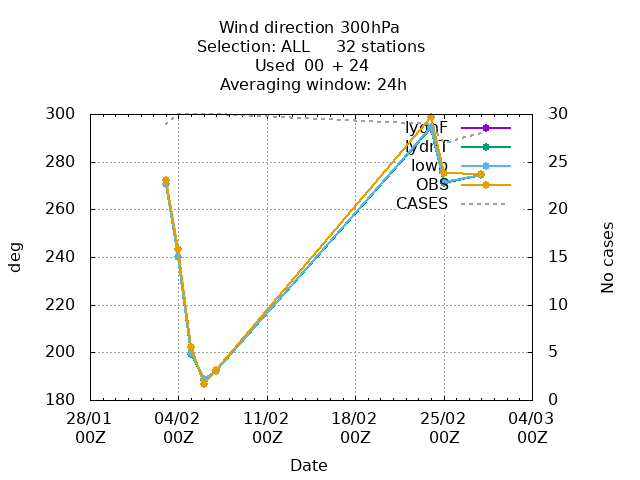 Wind direction 300hPa
Selection: ALL 32 stations
Used 00 + 24
Averaging window: 24h
300
280
260
240
220
200
180
30
25
20
15
10
5
0
deg
No cases
OBS
CASES
28/01 00Z
04/02 00Z
11/02 00Z
18/02 00Z
25/02 00Z
04/03 00Z
Date